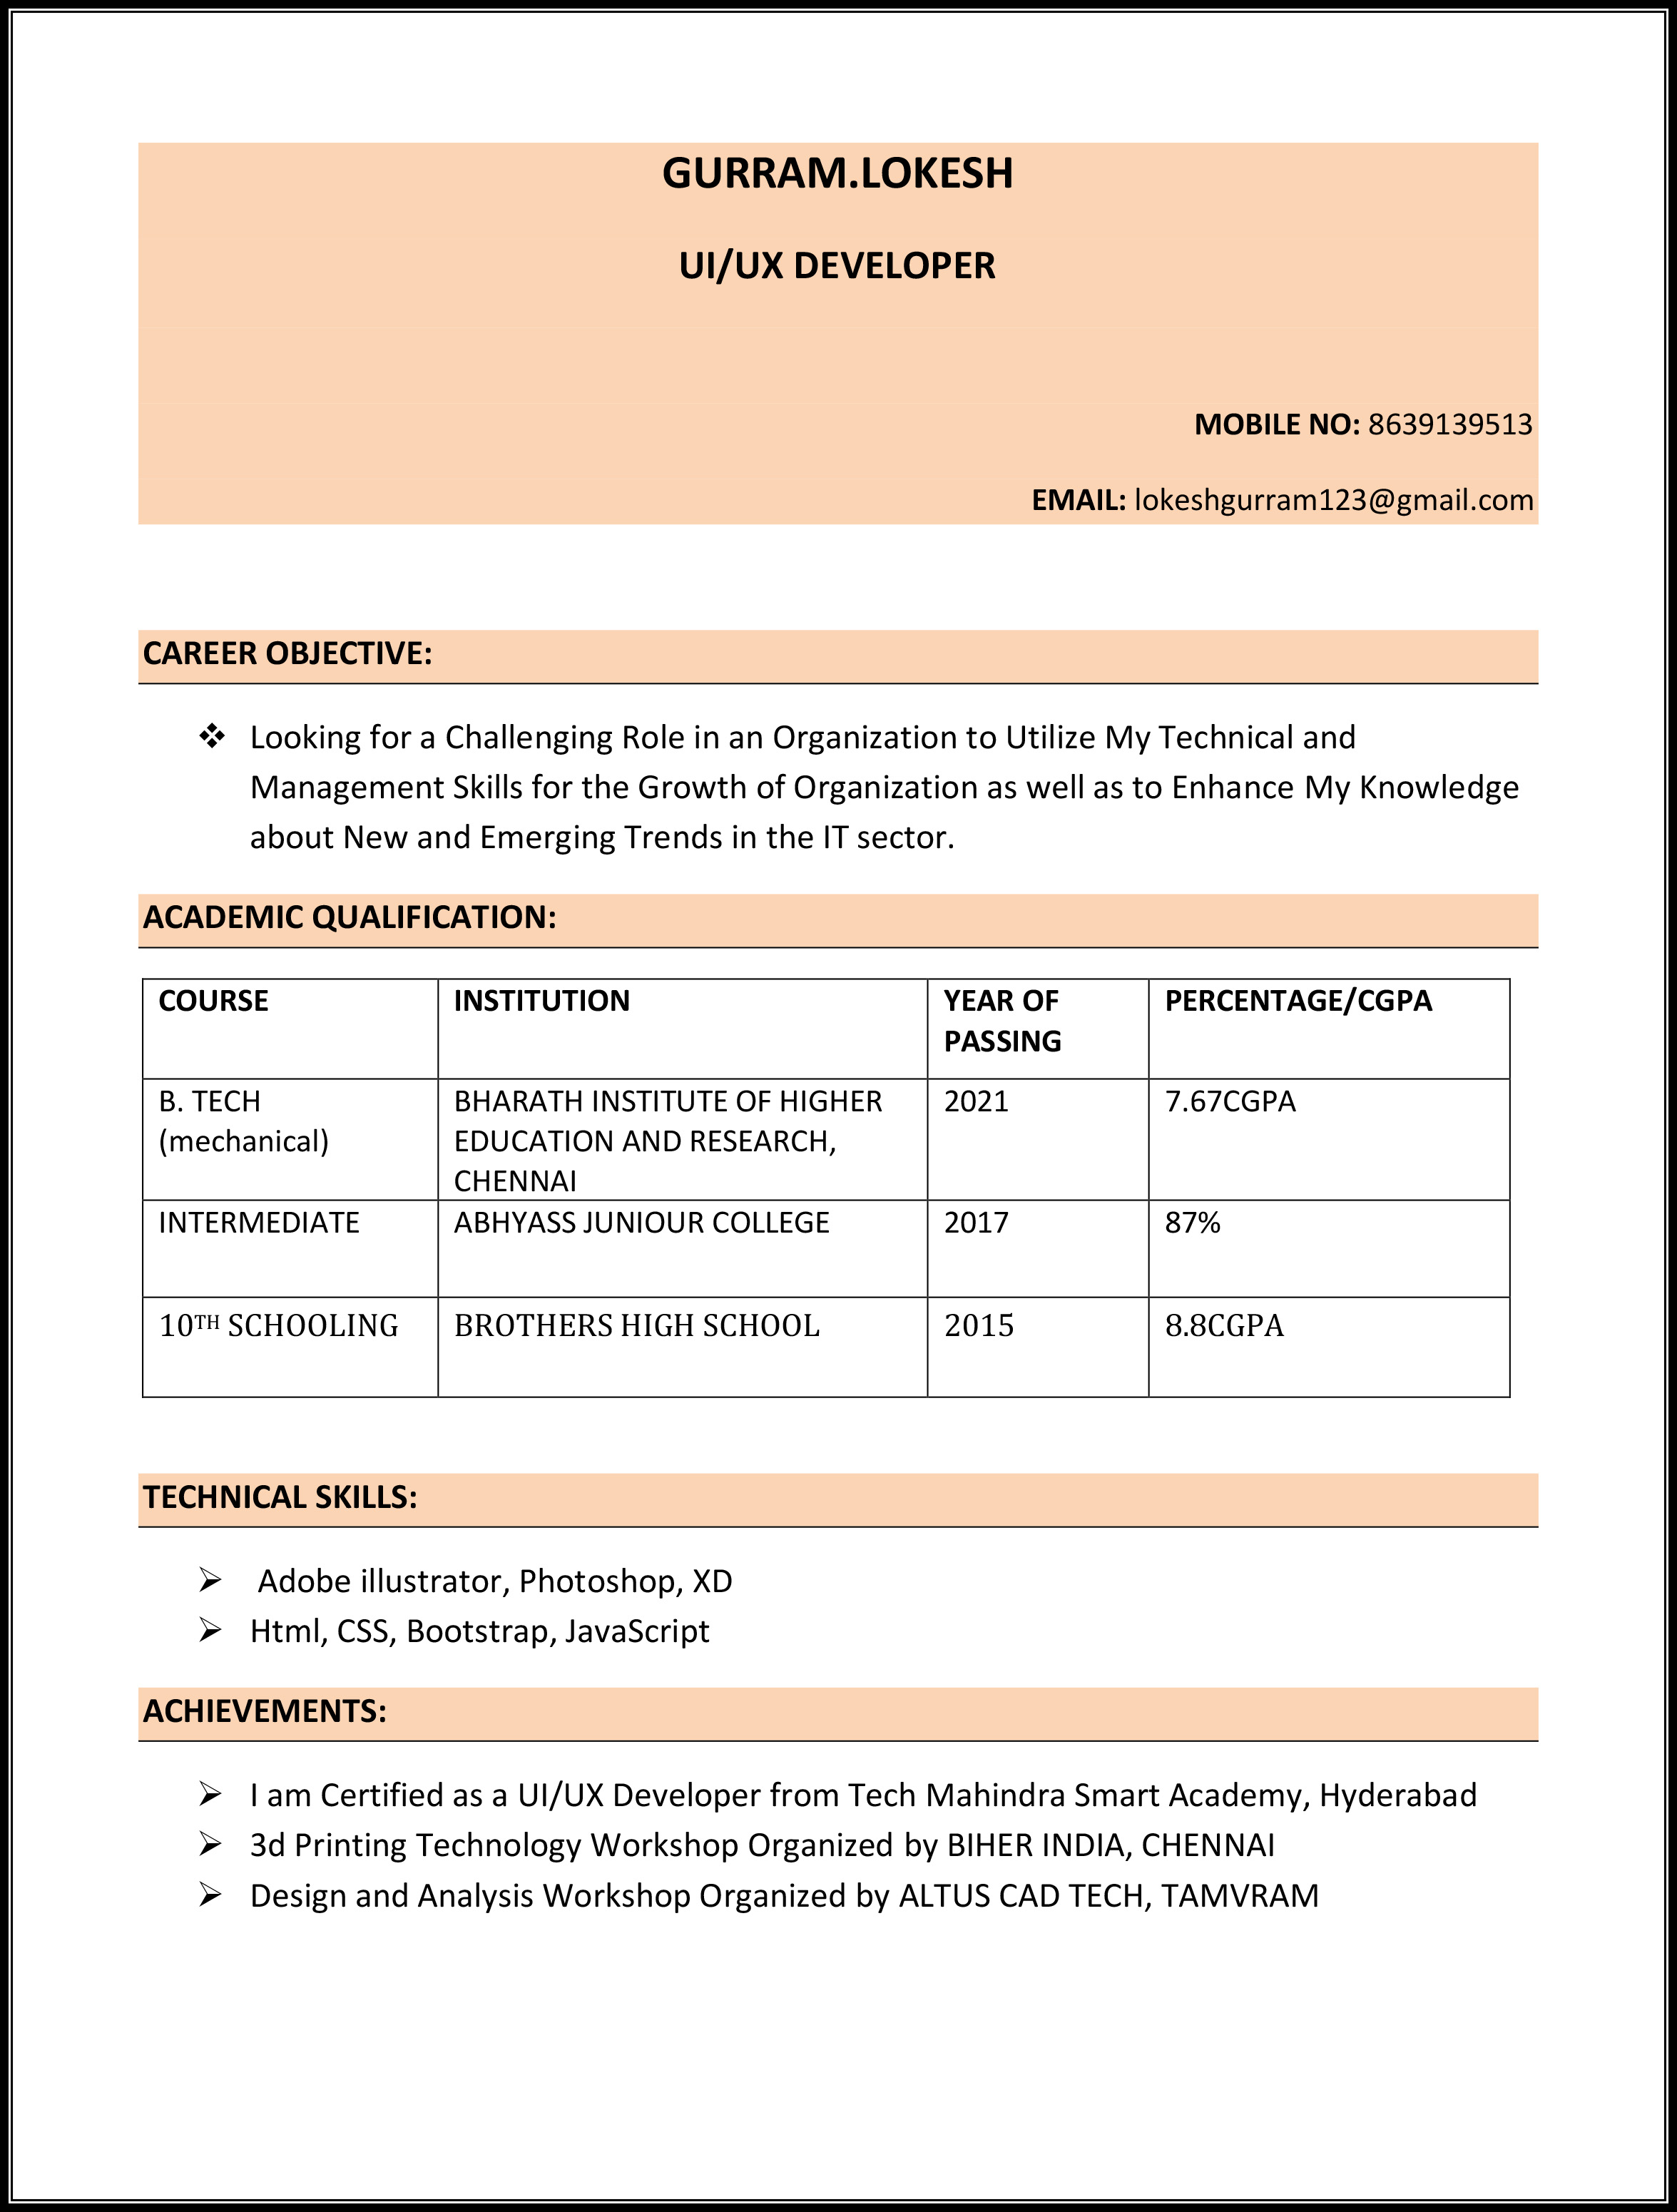 GURRAM.LOKESH
UI/UX DEVELOPER
MOBILE NO: 8639139513
EMAIL: lokeshgurram123@gmail.com
CAREER OBJECTIVE:
❖ Looking for a Challenging Role in an Organization to Utilize My Technical and
Management Skills for the Growth of Organization as well as to Enhance My Knowledge
about New and Emerging Trends in the IT sector.
ACADEMIC QUALIFICATION:
COURSE INSTITUTION YEAR OF PERCENTAGE/CGPA
PASSING
B. TECH BHARATH INSTITUTE OF HIGHER 2021 7.67CGPA
(mechanical) EDUCATION AND RESEARCH,
CHENNAI
INTERMEDIATE ABHYASS JUNIOUR COLLEGE 2017 87%
10TH SCHOOLING BROTHERS HIGH SCHOOL 2015 8.8CGPA
TECHNICAL SKILLS:
➢ Adobe illustrator, Photoshop, XD
➢ Html, CSS, Bootstrap, JavaScript
ACHIEVEMENTS:
➢ I am Certified as a UI/UX Developer from Tech Mahindra Smart Academy, Hyderabad
➢ 3d Printing Technology Workshop Organized by BIHER INDIA, CHENNAI
➢ Design and Analysis Workshop Organized by ALTUS CAD TECH, TAMVRAM